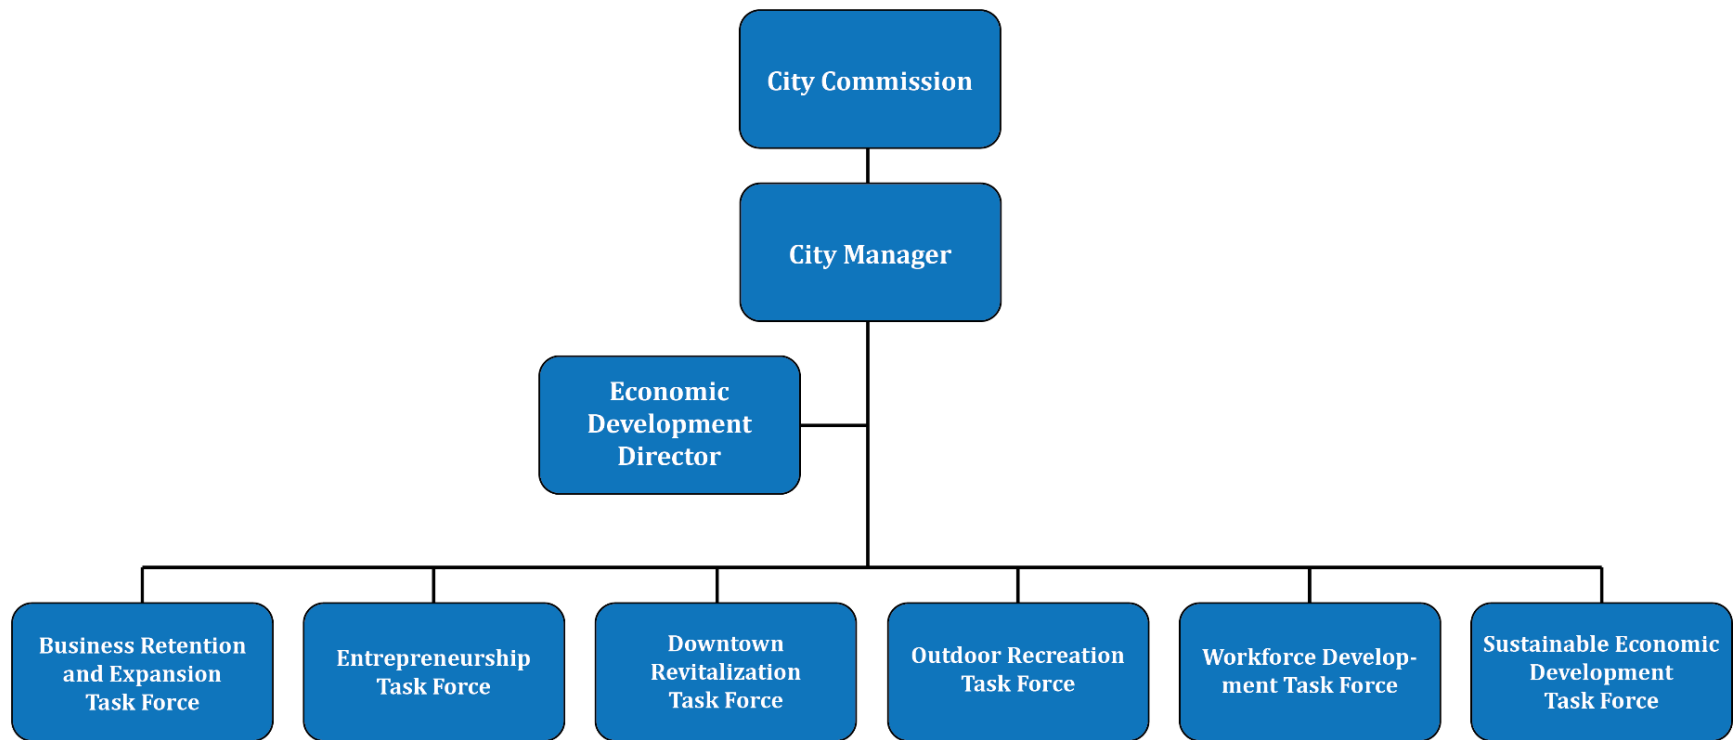 City Commission
City Manager
Economic
Development
Director
Business Retention
and Expansion
Task Force
Entrepreneurship
Task Force
Downtown
Revitalization
Task Force
Outdoor Recreation
Task Force
Workforce Develop-
ment Task Force
Sustainable Economic
Development
Task Force